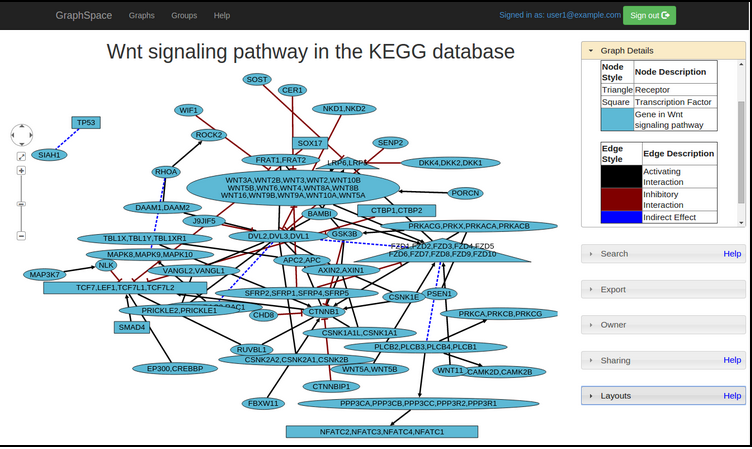 GraphSpace
Graphs
Groups
Help
Signed in as: user1@example.com
Sign out
Wnt signaling pathway in the KEGG database
SOST
CER1
WIF1
NKD1,NKD2
TP53
ROCK2
SOX17
SENP2
SIAH1
FRAT1,FRAT2
LRP6,LRP5
DKK4,DKK2,DKK1
RHOA
WNT3A,WNT2B,WNT3,WNT2,WNT10B
WNT5B,WNT6,WNT4,WNT8A,WNT8B
WNT16,WNT9B,WNT9A,WNT10A,WNT5A
PORCN
DAAM1,DAAM2
BAMBI
CTBP1,CTBP2
J9JIF5
PRKACG,PRKX,PRKACA,PRKACB
TBL1X,TBL1Y,TBL1XR1
DVL2,DVL3,DVL1
GSK3B
FZD1,FZD2,FZD3,FZD4,FZD5
FZD6,FZD7,FZD8,FZD9,FZD10
MAPK8,MAPK9,MAPK10
APC2,APC
NLK
VANGL2,VANGL1
AXIN2,AXIN1
MAP3K7
TCF7,LEF1,TCF7L1,TCF7L2
SFRP2,SFRP1,SFRP4,SFRP5
CSNK1E
PSEN1
PRICKLE2,PRICKLE1
RAC1
CHD8
CTNNB1
PRKCA,PRKCB,PRKCG
SMAD4
CSNK1A1L,CSNK1A1
RUVBL1
PLCB2,PLCB3,PLCB4,PLCB1
CSNK2A2,CSNK2A1,CSNK2B
EP300,CREBBP
WNT5A,WNT5B
WNT11
CAMK2D,CAMK2B
CTNNBIP1
FBXW11
PPP3CA,PPP3CB,PPP3CC,PPP3R2,PPP3R1
NFATC2,NFATC3,NFATC4,NFATC1
Graph Details
Node Style
Node Description
Triangle
Receptor
Square
Transcription Factor
Gene in Wnt
signaling pathway
Edge Style
Edge Description
Activating
Interaction
Inhibitory
Interaction
Indirect Effect
Search
Help
Export
Owner
Sharing
Help
Layouts
Help